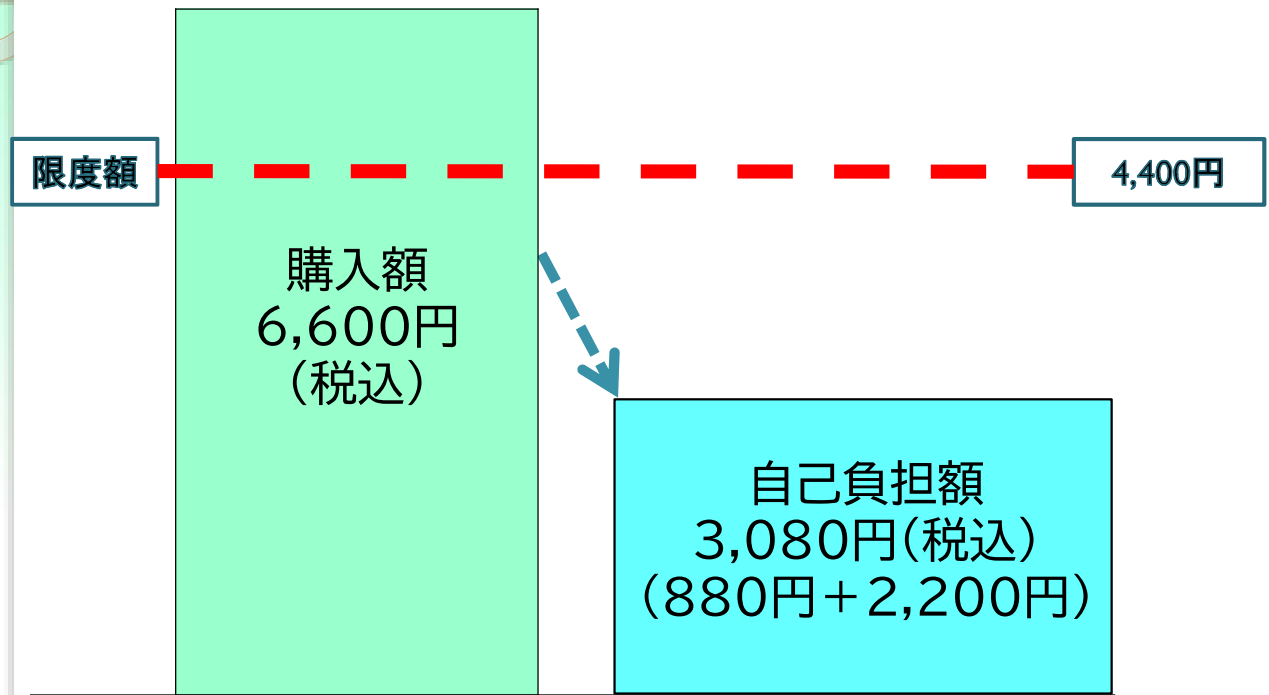 限度額
4,400円
購入額
6,600円
（税込）
自己負担額
3,080円（税込）
（880円＋2,200円）